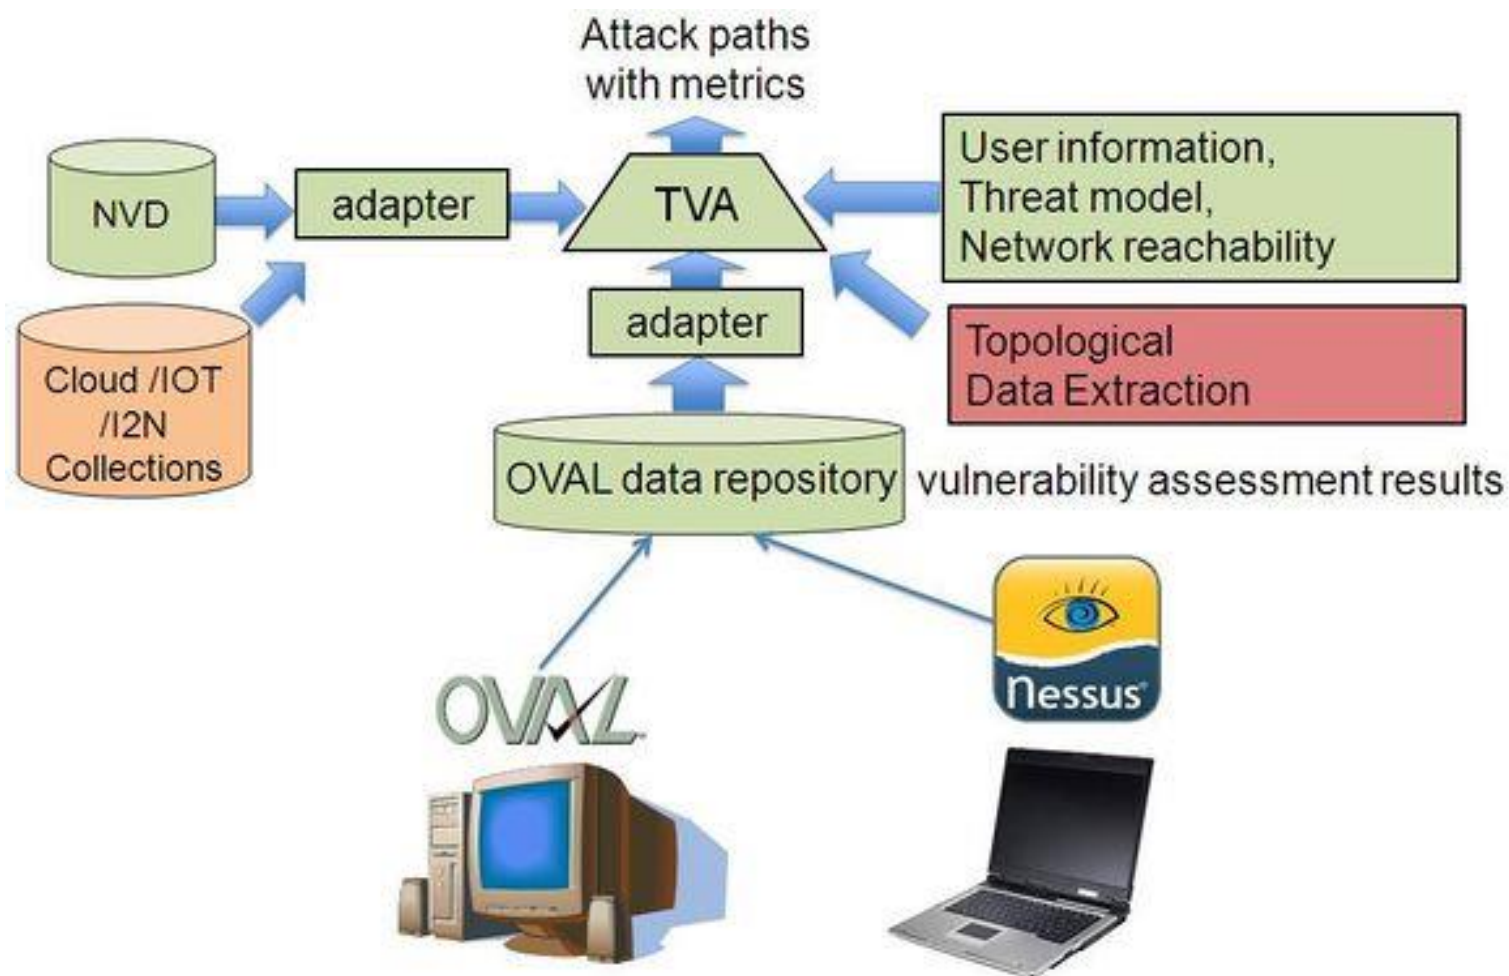 Attack paths
with metrics
NVD
adapter
TVA
User information,
Threat model,
Network reachability
adapter
Topological
Data Extraction
Cloud /IOT
/I2N
Collections
OVAL data repository
vulnerability assessment results
OVAL
nessus